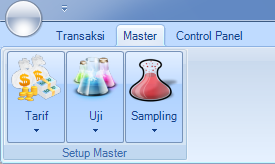 Transaksi Master Control Panel
Tarif Uji Sampling
Setup Master